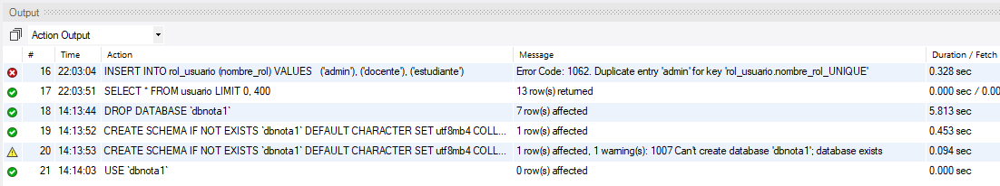 Output
Action Output
# Time Action Message Duration / Fetch
16 22:03:04 INSERT INTO rol_usuario (nombre_rol) VALUES ('admin'), ('docente'), ('estudiante') Error Code: 1062. Duplicate entry 'admin' for key 'rol_usuario.nombre_rol_UNIQUE' 0.328 sec
17 22:03:51 SELECT * FROM usuario LIMIT 0, 400 13 row(s) returned 0.000 sec / 0.00
18 14:13:44 DROP DATABASE `dbnota1` 7 row(s) affected 5.813 sec
19 14:13:52 CREATE SCHEMA IF NOT EXISTS `dbnota1` DEFAULT CHARACTER SET utf8mb4 COLL... 1 row(s) affected 0.453 sec
20 14:13:53 CREATE SCHEMA IF NOT EXISTS `dbnota1` DEFAULT CHARACTER SET utf8mb4 COLL... 1 row(s) affected, 1 warning(s): 1007 Can't create database 'dbnota1'; database exists 0.094 sec
21 14:14:03 USE `dbnota1` 0 row(s) affected 0.000 sec